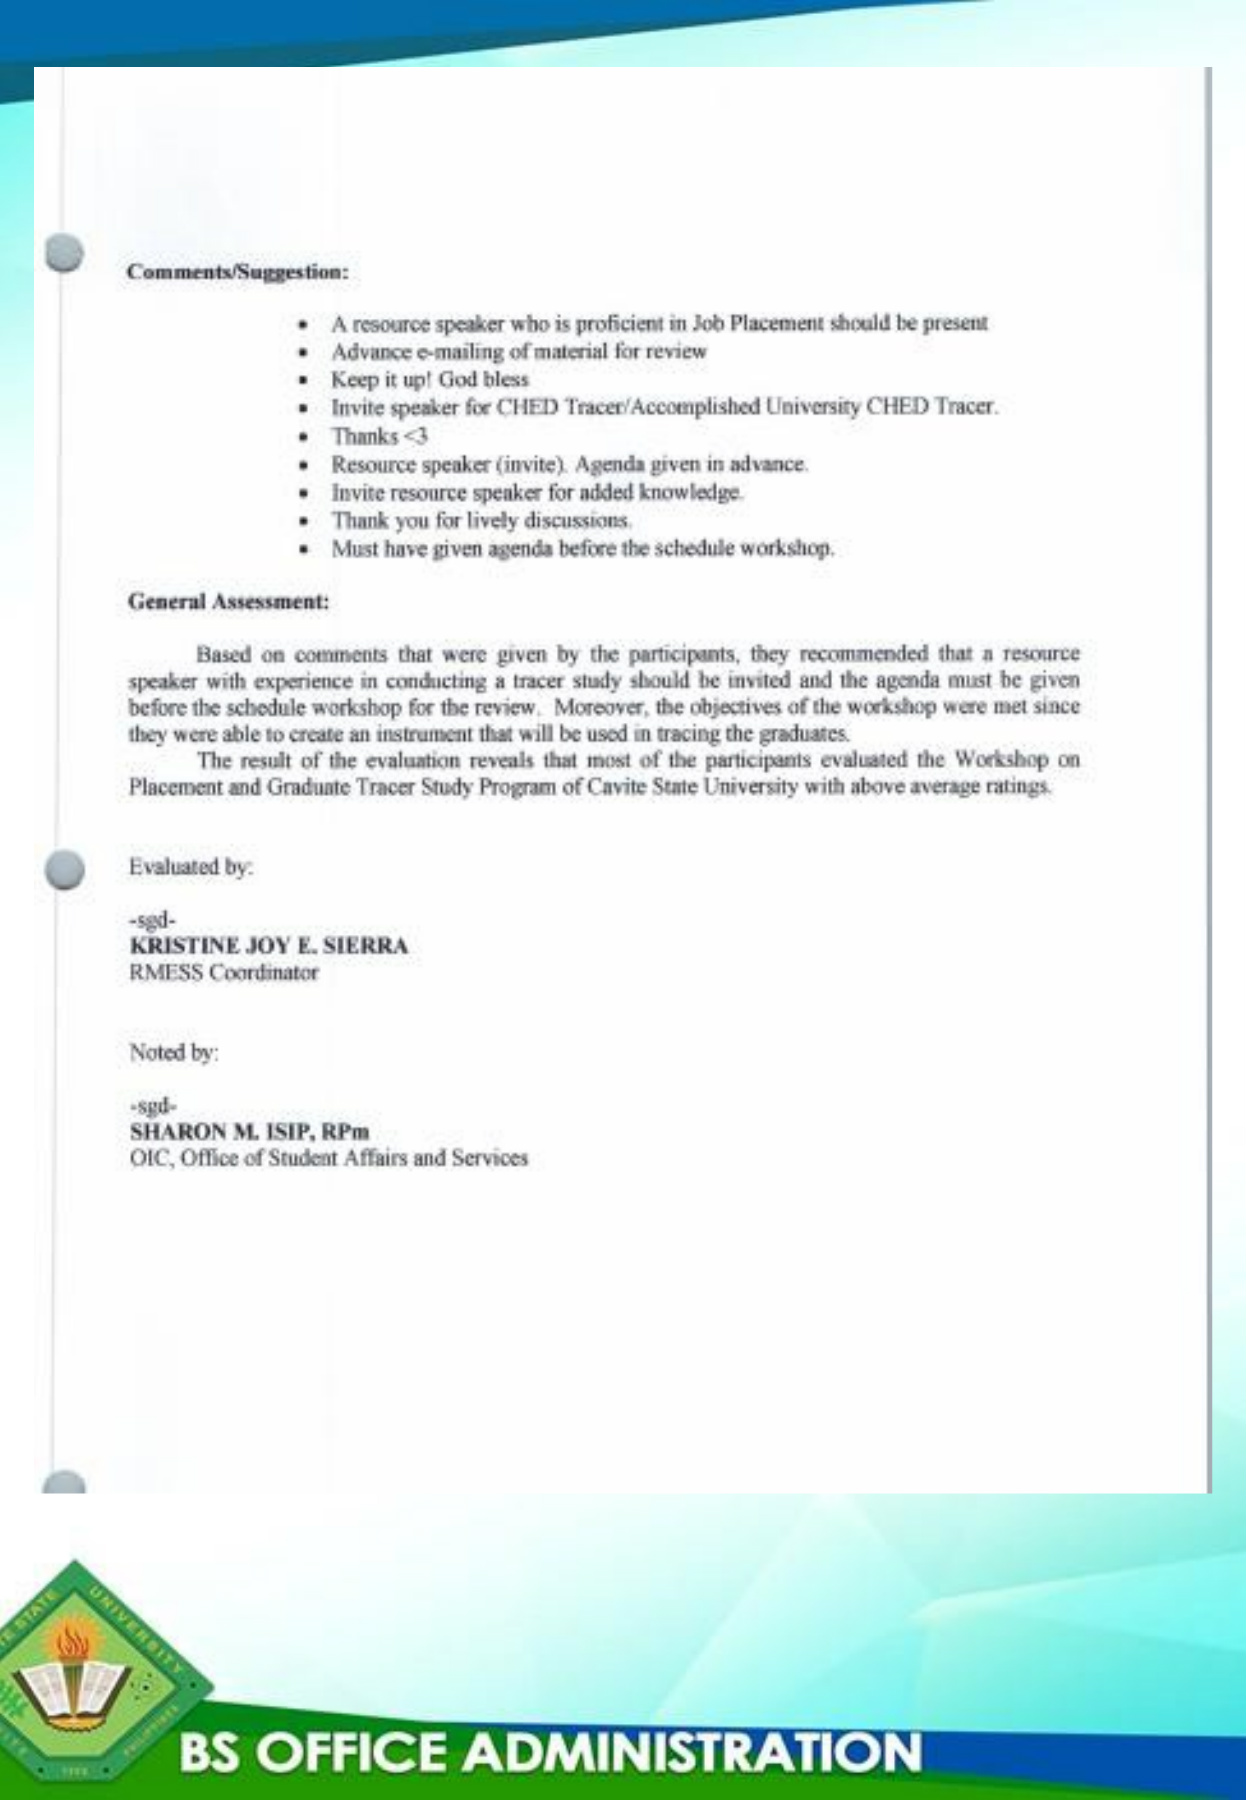 Comments/Suggestion:
• A resource speaker who is proficient in Job Placement should be present
• Advance e-mailing of material for review
• Keep it up! God bless
• Invite speaker for CHED Tracer/Accomplished University CHED Tracer.
• Thanks <3
• Resource speaker (invite). Agenda given in advance.
• Invite resource speaker for added knowledge.
• Thank you for lively discussions.
• Must have given agenda before the schedule workshop.
General Assessment:
Based on comments that were given by the participants, they recommended that a resource
speaker with experience in conducting a tracer study should be invited and the agenda must be given
before the schedule workshop for the review. Moreover, the objectives of the workshop were met since
they were able to create an instrument that will be used in tracing the graduates.
The result of the evaluation reveals that most of the participants evaluated the Workshop on
Placement and Graduate Tracer Study Program of Cavite State University with above average ratings.
Evaluated by:
-sgd-
KRISTINE JOY E. SIERRA
RMESS Coordinator
Noted by:
-sgd-
SHARON M. ISIP, RPm
OIC, Office of Student Affairs and Services
STATE UNIVERSITY
PHILIPPINES
BS OFFICE ADMINISTRATION